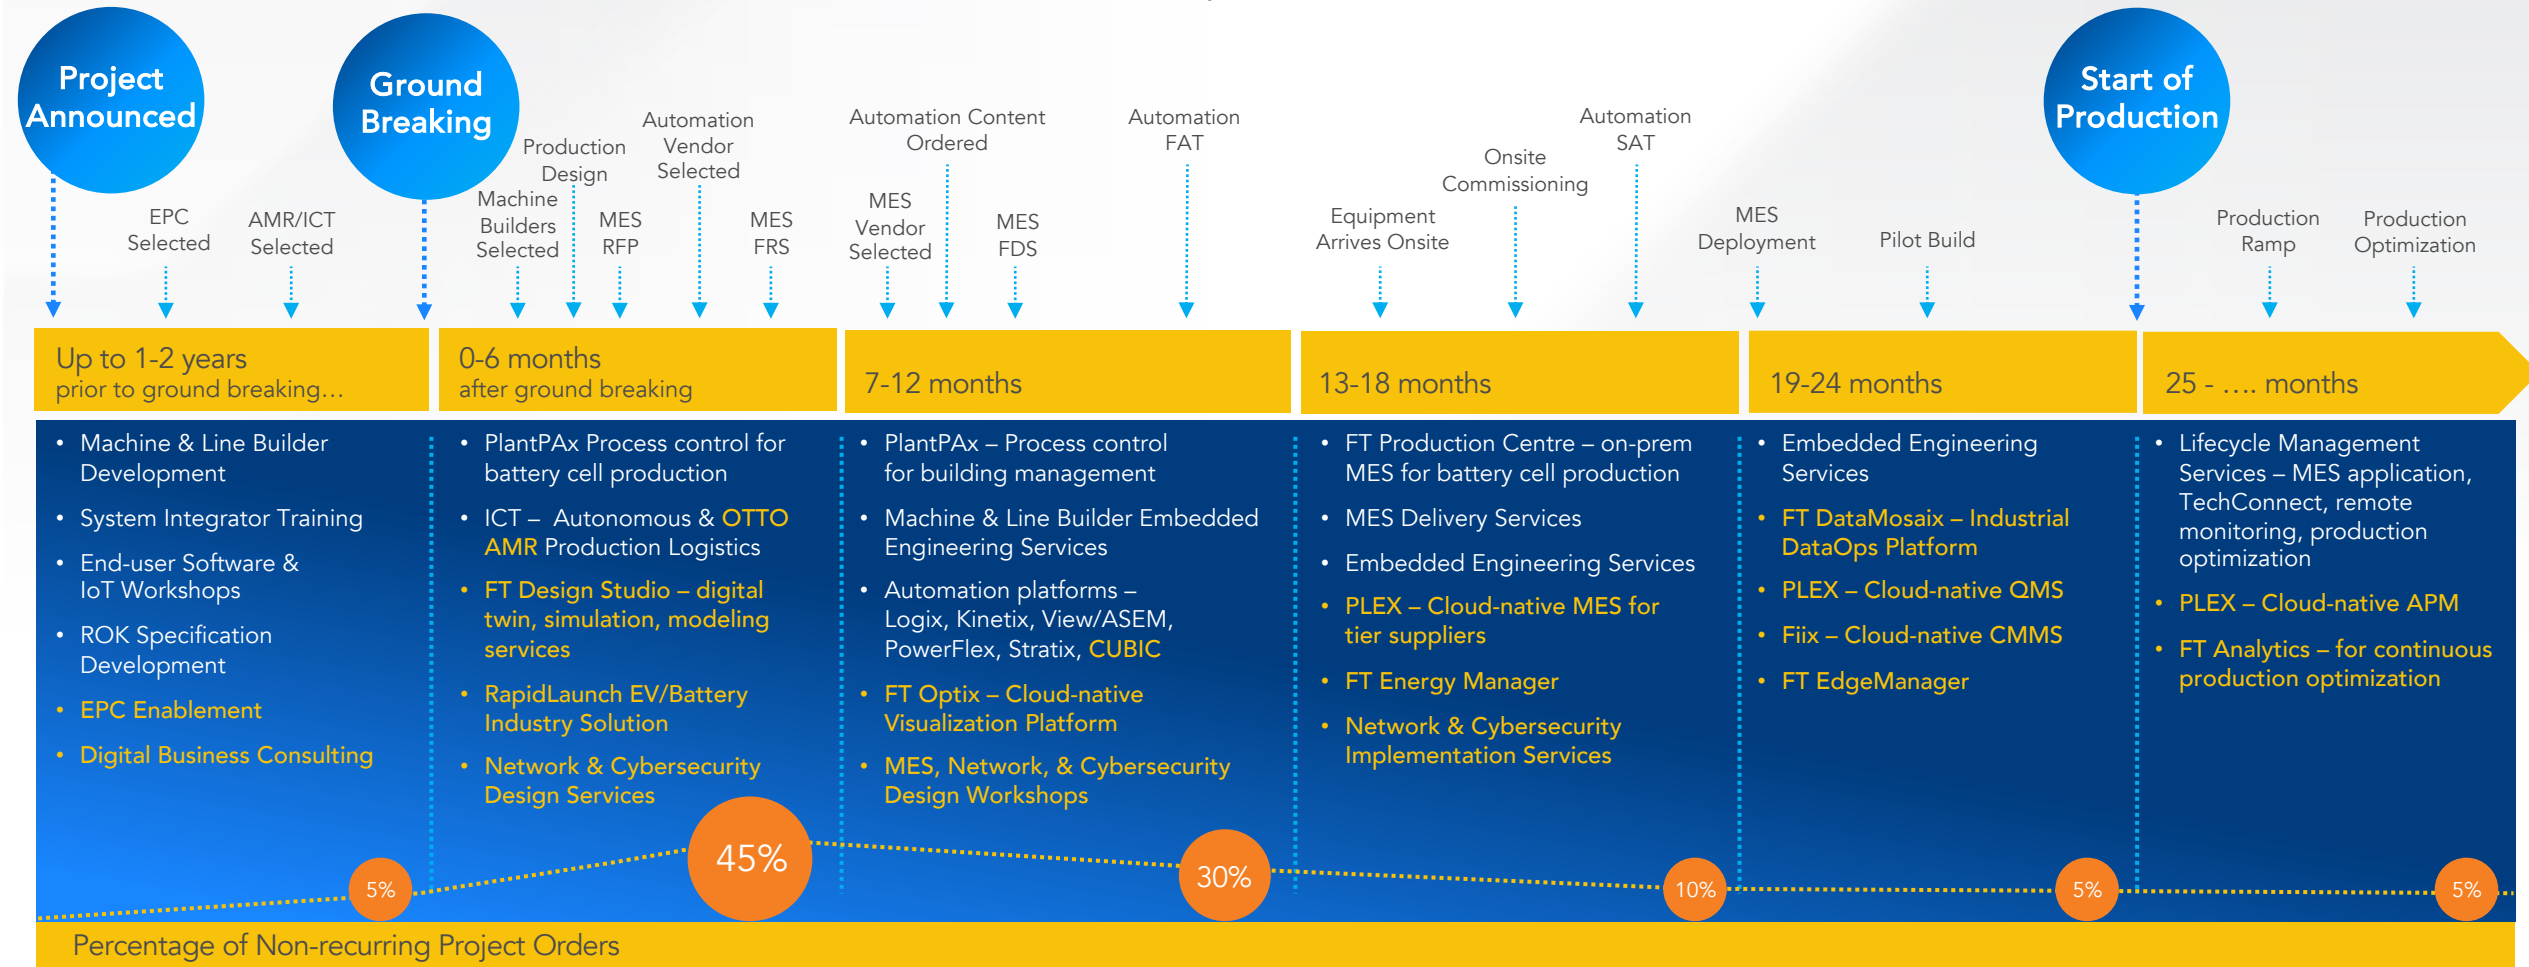 Project
Announced
Ground
Breaking
Start of
Production
EPC
Selected
AMR/ICT
Selected
Machine
Builders
Selected
Production
Design
MES
RFP
Automation
Vendor
Selected
MES
FRS
MES
Vendor
Selected
Automation Content
Ordered
MES
FDS
Automation
FAT
Equipment
Arrives Onsite
Onsite
Commissioning
Automation
SAT
MES
Deployment
Pilot Build
Production
Ramp
Production
Optimization
Up to 1-2 years
prior to ground breaking…
0-6 months
after ground breaking
7-12 months
13-18 months
19-24 months
25 - …. months
• Machine & Line Builder
Development
• System Integrator Training
• End-user Software &
IoT Workshops
• ROK Specification
Development
• EPC Enablement
• Digital Business Consulting
• PlantPAx Process control for
battery cell production
• ICT – Autonomous & OTTO
AMR Production Logistics
• FT Design Studio – digital
twin, simulation, modeling
services
• RapidLaunch EV/Battery
Industry Solution
• Network & Cybersecurity
Design Services
• PlantPAx – Process control
for building management
• Machine & Line Builder Embedded
Engineering Services
• Automation platforms –
Logix, Kinetix, View/ASEM,
PowerFlex, Stratix, CUBIC
• FT Optix – Cloud-native
Visualization Platform
• MES, Network, & Cybersecurity
Design Workshops
• FT Production Centre – on-prem
MES for battery cell production
• MES Delivery Services
• Embedded Engineering Services
• PLEX – Cloud-native MES for
tier suppliers
• FT Energy Manager
• Network & Cybersecurity
Implementation Services
• Embedded Engineering
Services
• FT DataMosaix – Industrial
DataOps Platform
• PLEX – Cloud-native QMS
• Fiix – Cloud-native CMMS
• FT EdgeManager
• Lifecycle Management
Services – MES application,
TechConnect, remote
monitoring, production
optimization
• PLEX – Cloud-native APM
• FT Analytics – for continuous
production optimization
5%
45%
30%
10%
5%
5%
Percentage of Non-recurring Project Orders